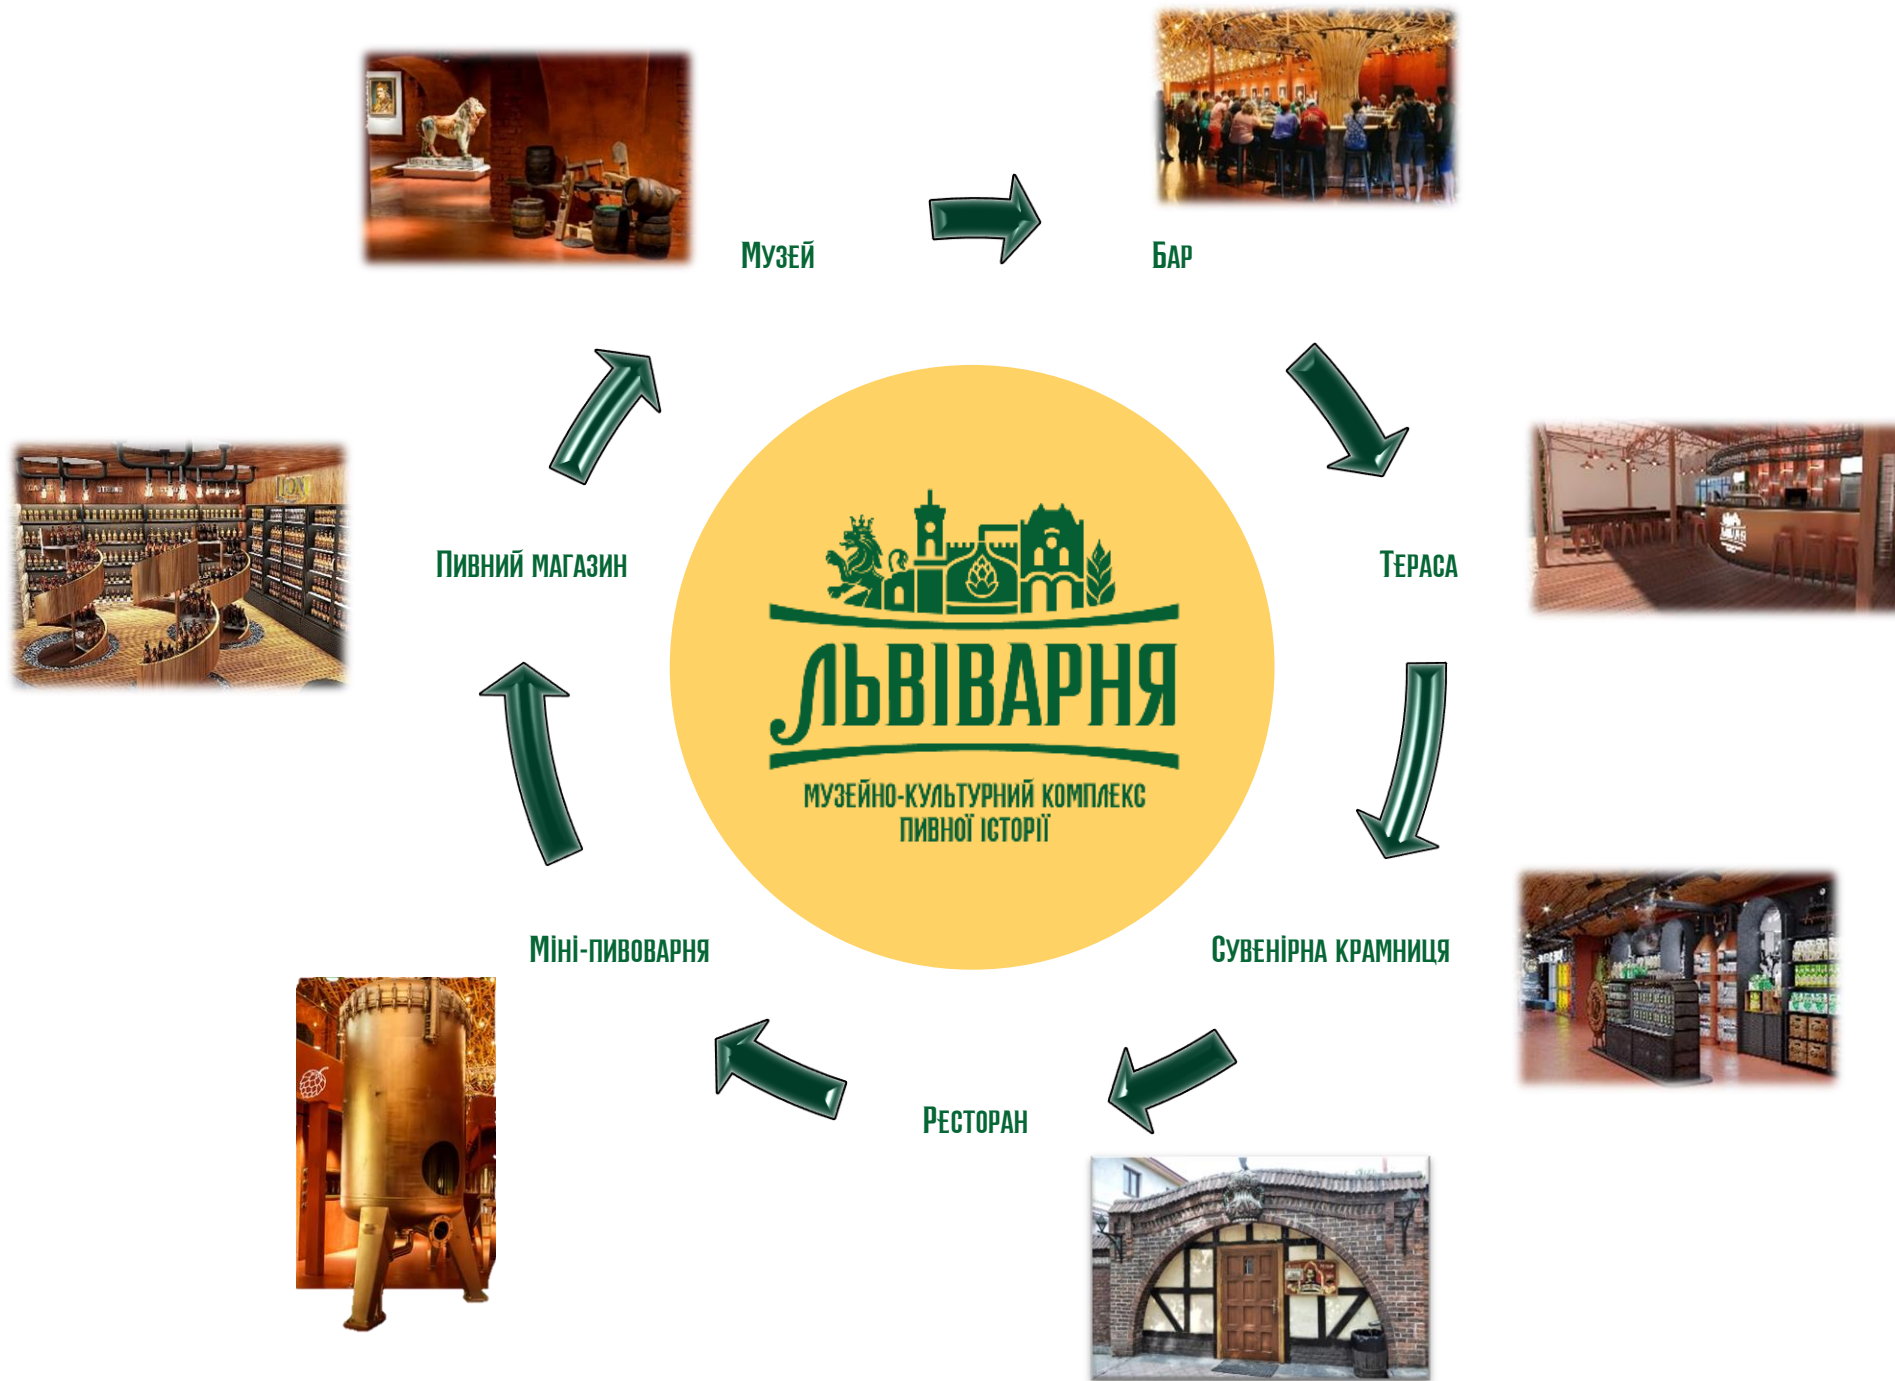 Музей
Бар
Пивний магазин
Тераса
ЛЬВІВАРНЯ
МУЗЕЙНО-КУЛЬТУРНИЙ КОМПЛЕКС
ПИВНОЇ ІСТОРІЇ
Міні-пивоварня
Сувенірна крамниця
Ресторан